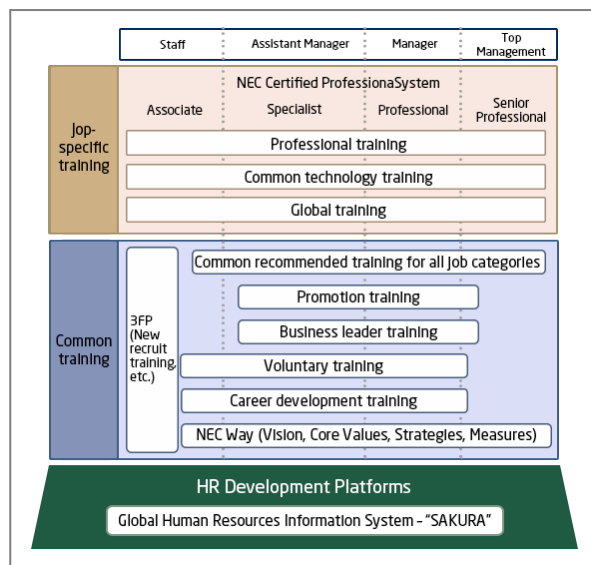 Staff
Assistant Manager
Manager
Top
Management
Jop-
specific
training
NEC Certified ProfessionaSystem
Associate
Specialist
Professional
Senior
Professional
Professional training
Common technology training
Global training
Common
training
3FP
(New
recruit
training,
etc.)
Common recommended training for all job categories
Promotion training
Business leader training
Voluntary training
Career development training
NEC Way (Vision, Core Values, Strategies, Measures)
HR Development Platforms
Global Human Resources Information System – “SAKURA”